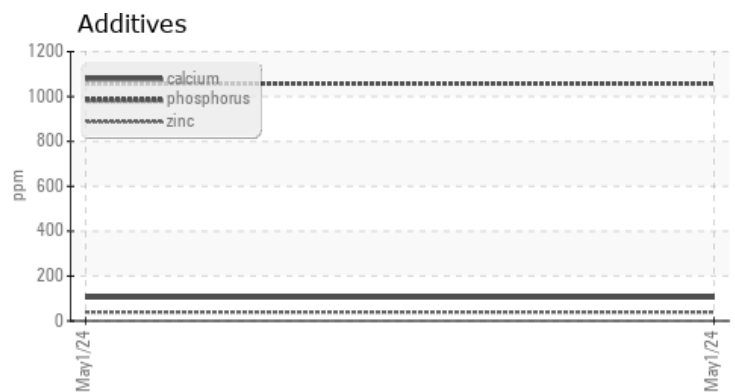 Additives
1200
1000
800
600
400
200
0
ppm
calcium
phosphorus
zinc
May1/24
May1/24